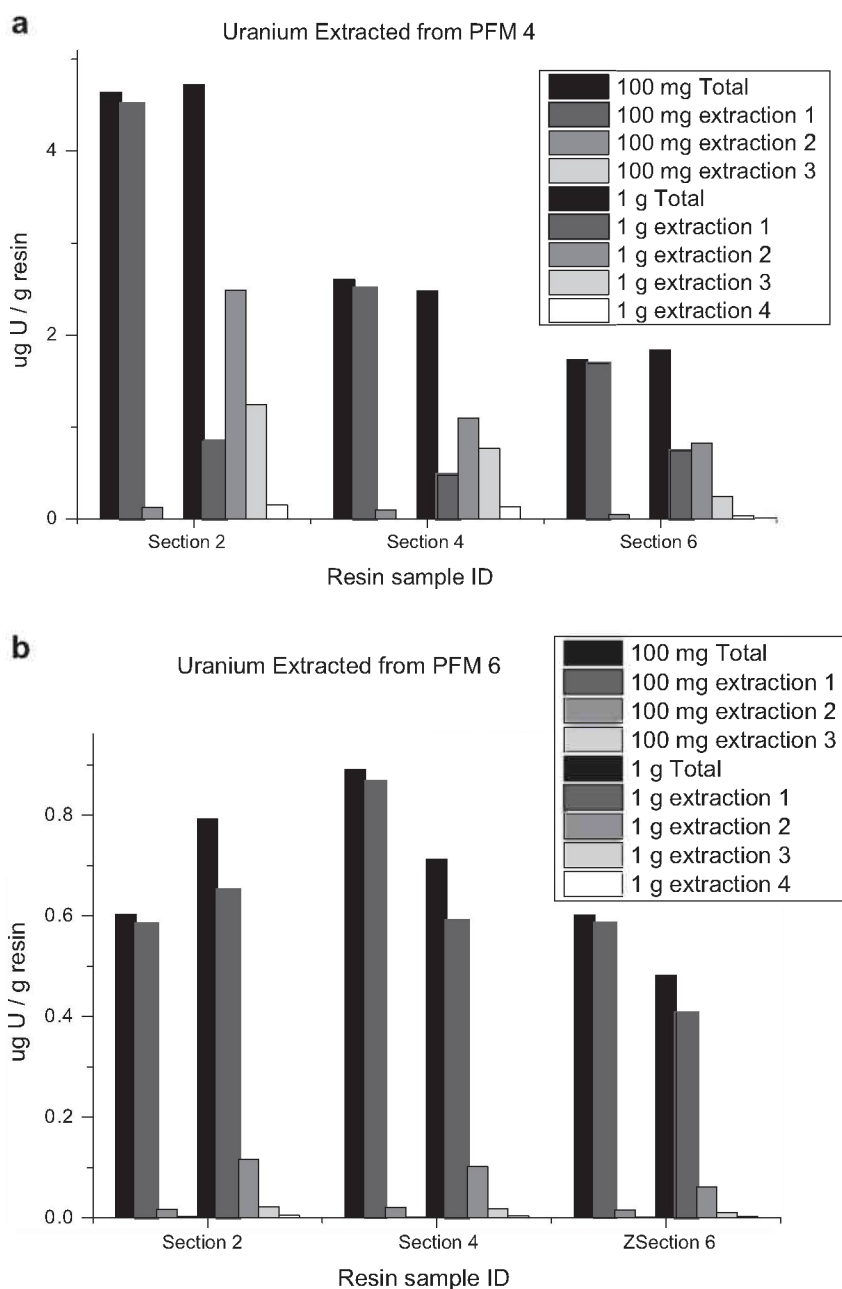 a
Uranium Extracted from PFM 4
100 mg Total
100 mg extraction 1
100 mg extraction 2
100 mg extraction 3
1 g Total
1 g extraction 1
1 g extraction 2
1 g extraction 3
1 g extraction 4
ug U / g resin
4
2
0
Section 2
Section 4
Section 6
Resin sample ID
b
Uranium Extracted from PFM 6
100 mg Total
100 mg extraction 1
100 mg extraction 2
100 mg extraction 3
1 g Total
1 g extraction 1
1 g extraction 2
1 g extraction 3
1 g extraction 4
ug U / g resin
0.8
0.6
0.4
0.2
0.0
Section 2
Section 4
ZSection 6
Resin sample ID